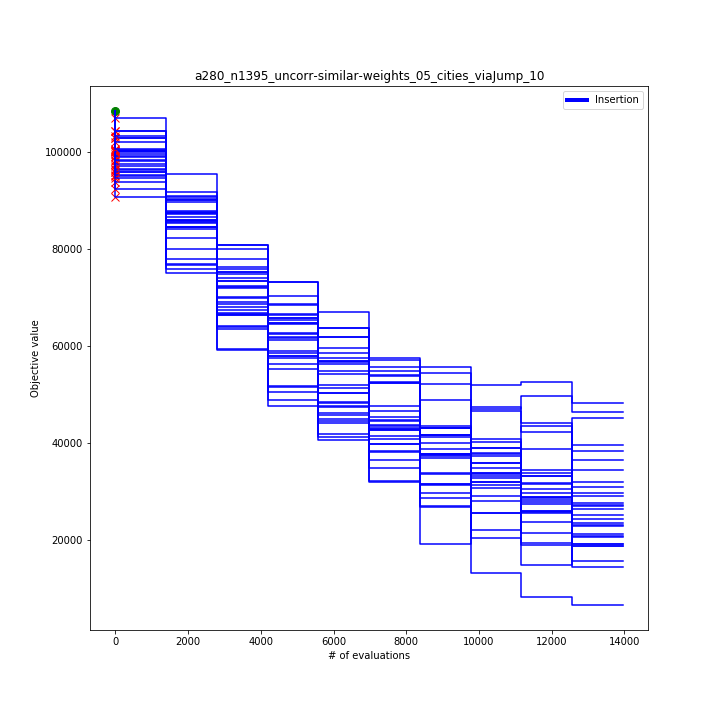 a280_n1395_uncorr-similar-weights_05_cities_viaJump_10
Insertion
100000
80000
60000
40000
20000
Objective value
0 2000 4000 6000 8000 10000 12000 14000
# of evaluations